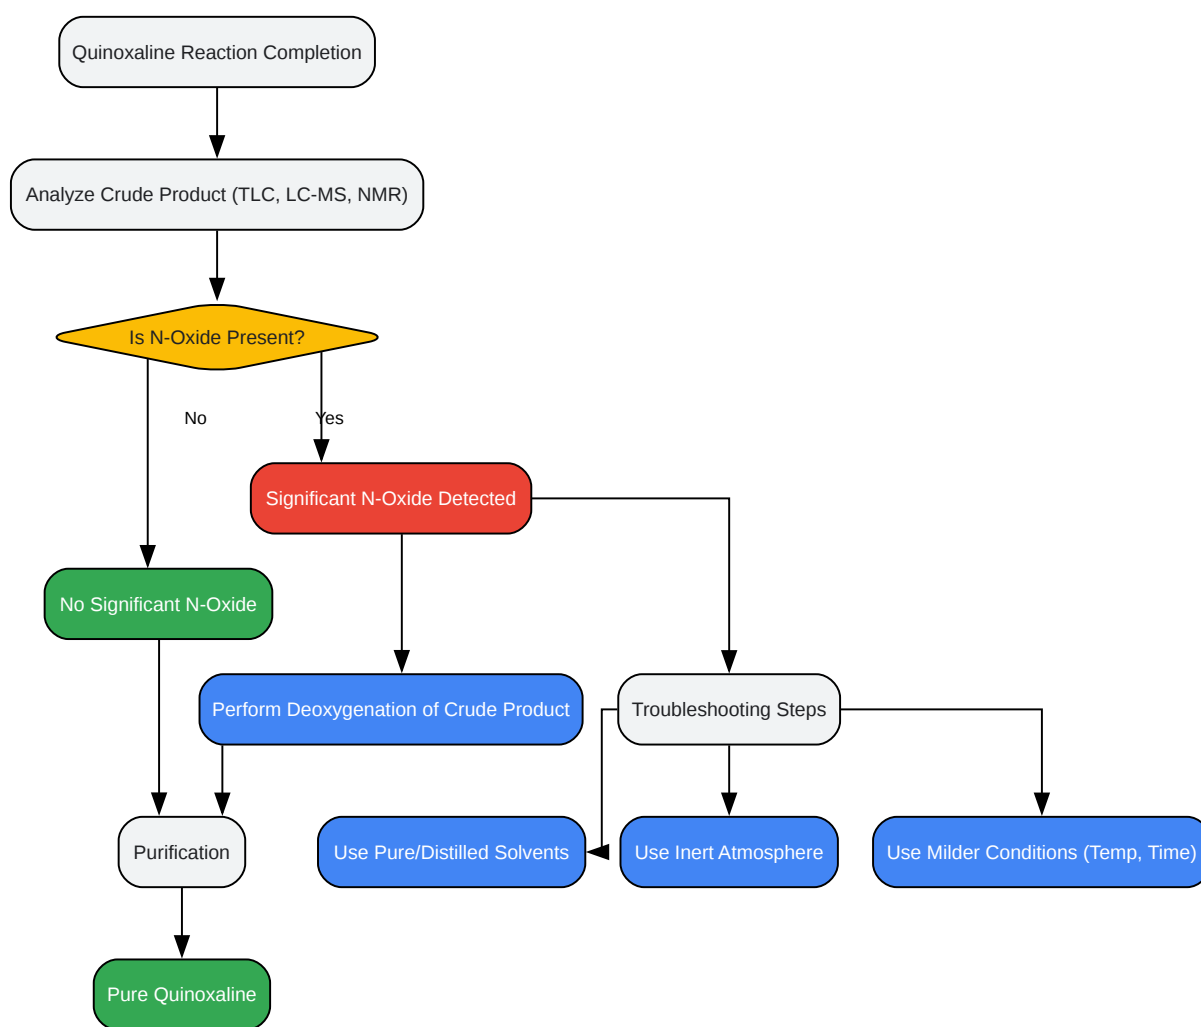 Quinoxaline Reaction Completion
Analyze Crude Product (TLC, LC-MS, NMR)
Is N-Oxide Present?
No
Yes
Significant N-Oxide Detected
No Significant N-Oxide
Perform Deoxygenation of Crude Product
Troubleshooting Steps
Purification
Use Pure/Distilled Solvents
Use Inert Atmosphere
Use Milder Conditions (Temp, Time)
Pure Quinoxaline